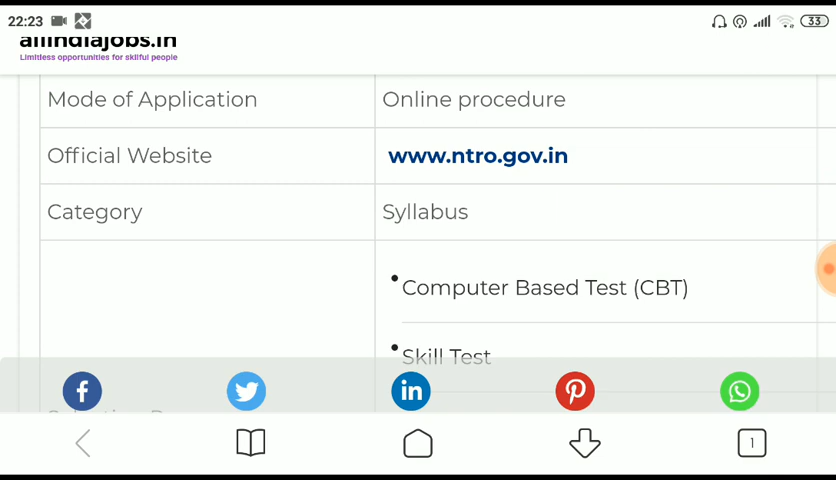 22:23
33
allindiajobs.in
Limitless opportunities for skilful people
Mode of Application
Online procedure
Official Website
www.ntro.gov.in
Category
Syllabus
Computer Based Test (CBT)
Skill Test
1